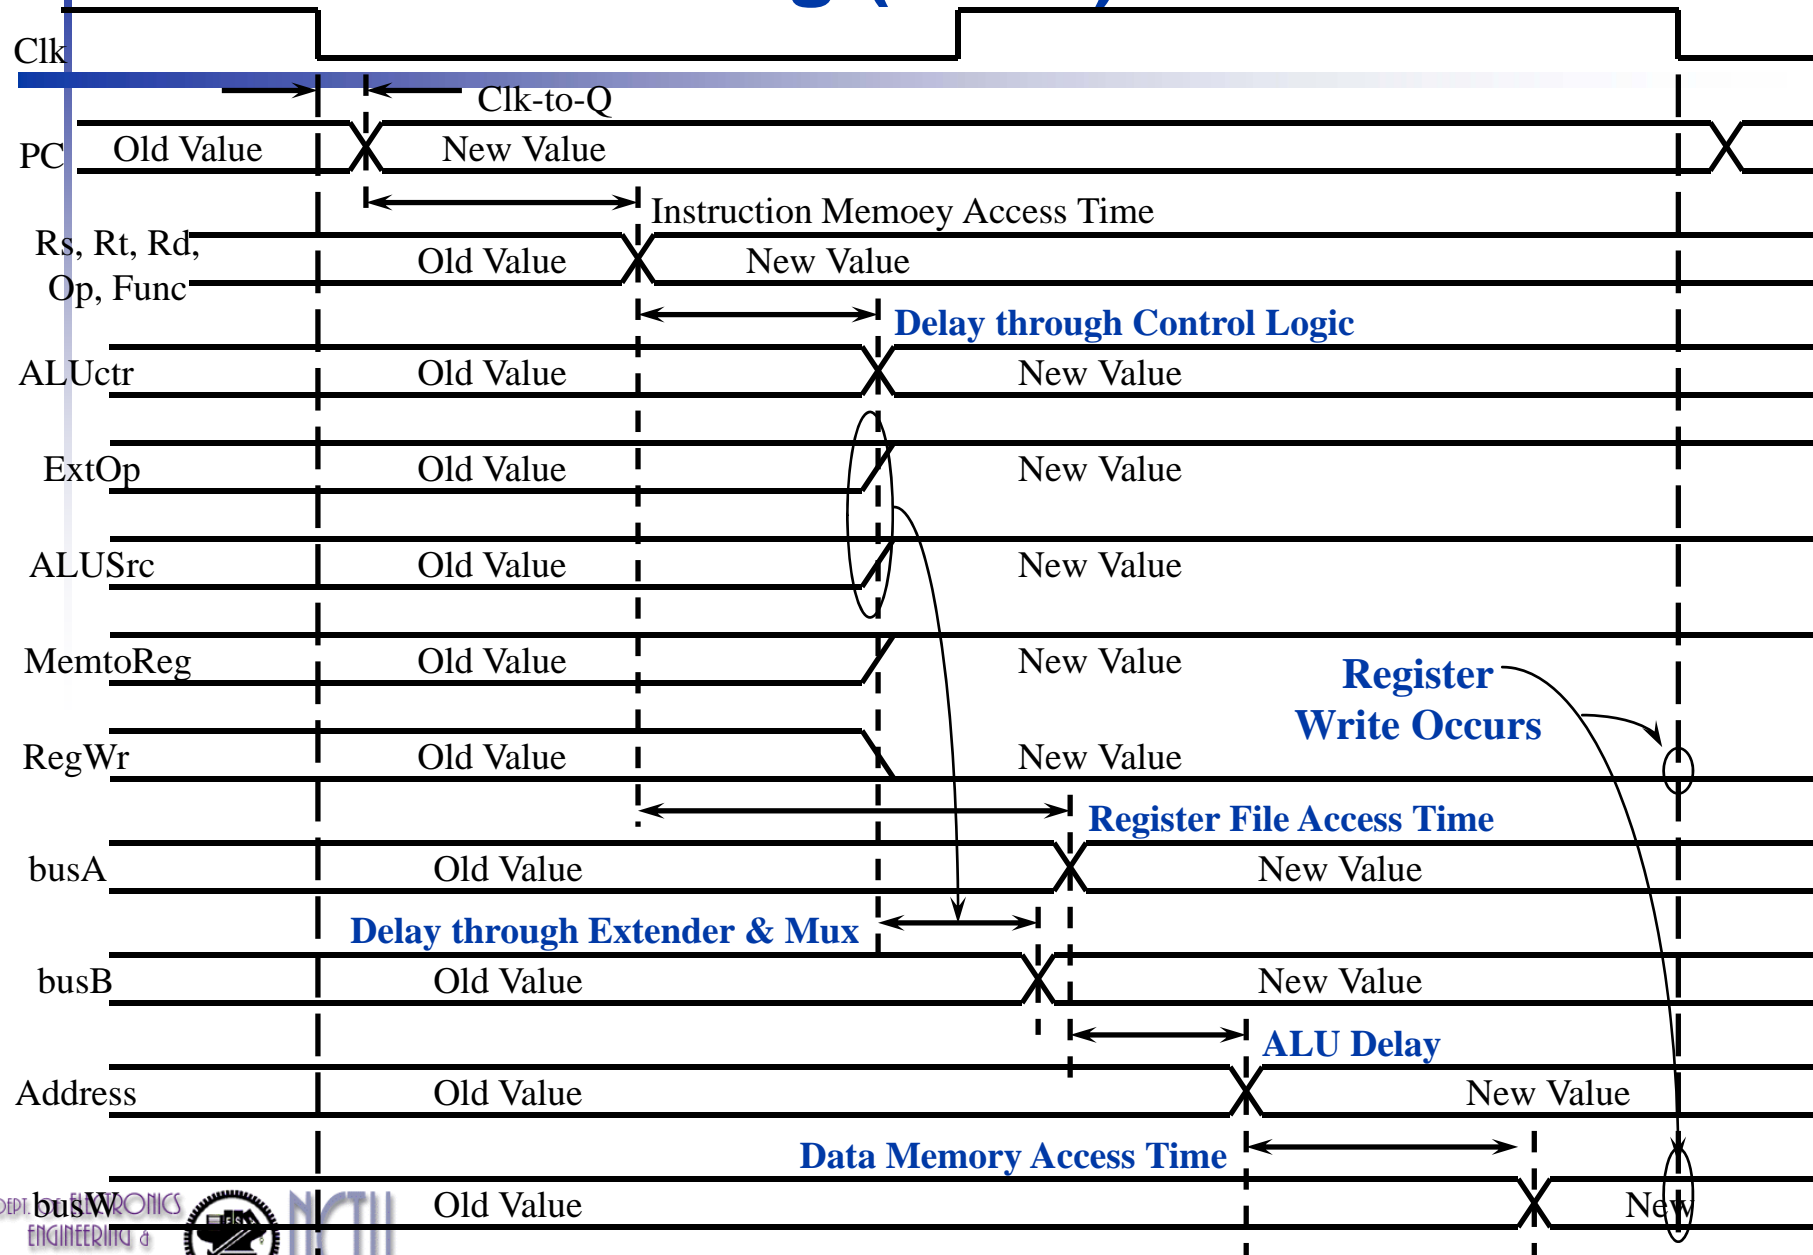 Clk
Clk-to-Q
PC Old Value New Value
Instruction Memoey Access Time
Rs, Rt, Rd,
Op, Func
Old Value New Value
Delay through Control Logic
ALUctr Old Value New Value
ExtOp Old Value New Value
ALUSrc Old Value New Value
MemtoReg Old Value New Value
Register
Write Occurs
RegWr Old Value New Value
Register File Access Time
busA Old Value New Value
Delay through Extender & Mux
busB Old Value New Value
ALU Delay
Address Old Value New Value
Data Memory Access Time
busW Old Value New
DEPT. OF ELECTRONICS
ENGINEERING &